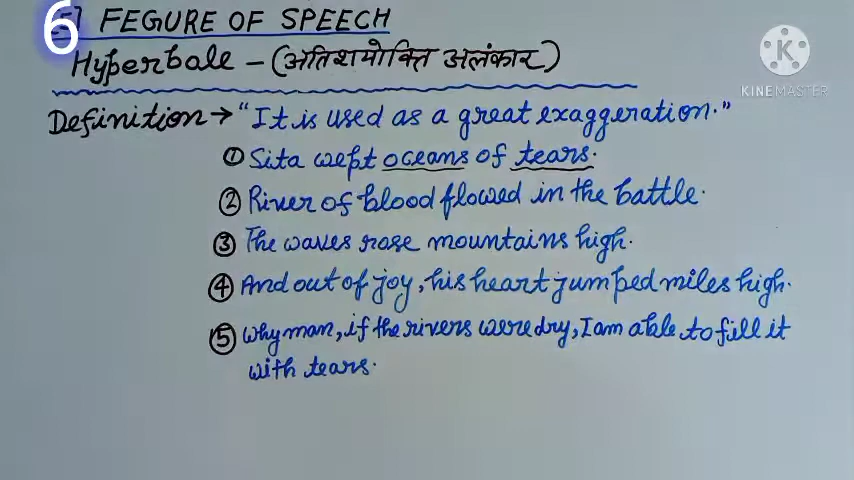 6 FEGURE OF SPEECH
Hyperbale - (अतिशयोक्ति अलंकार)
K
KINEMASTER
Definition → "It is used as a great exaggeration."
① Sita wept oceans of tears.
② River of blood flowed in the battle.
③ The waves rose mountains high.
④ And out of joy, his heart jumped miles high.
⑤ why man, if the rivers were dry, I am able to fill it
with tears.